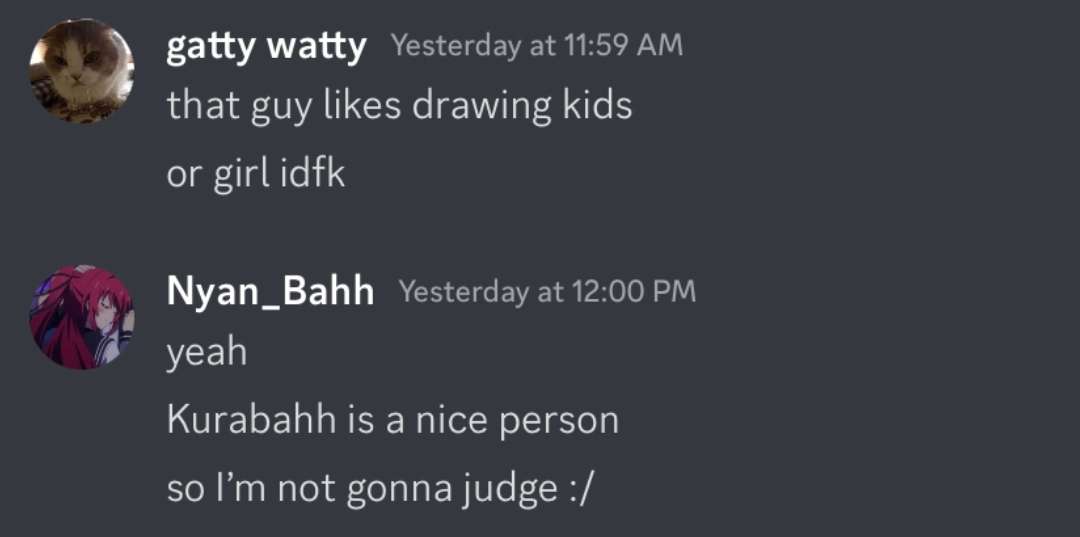 gatty watty Yesterday at 11:59 AM
that guy likes drawing kids
or girl idfk
Nyan_Bahh Yesterday at 12:00 PM
yeah
Kurabahh is a nice person
so I’m not gonna judge :/